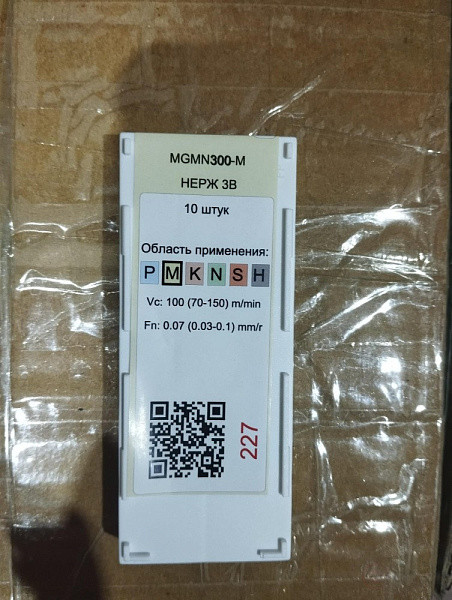 MGMN300-M
НЕРЖ 3В
10 штук
Область применения:
P M K N S H
Vc: 100 (70-150) m/min
Fn: 0.07 (0.03-0.1) mm/r
227